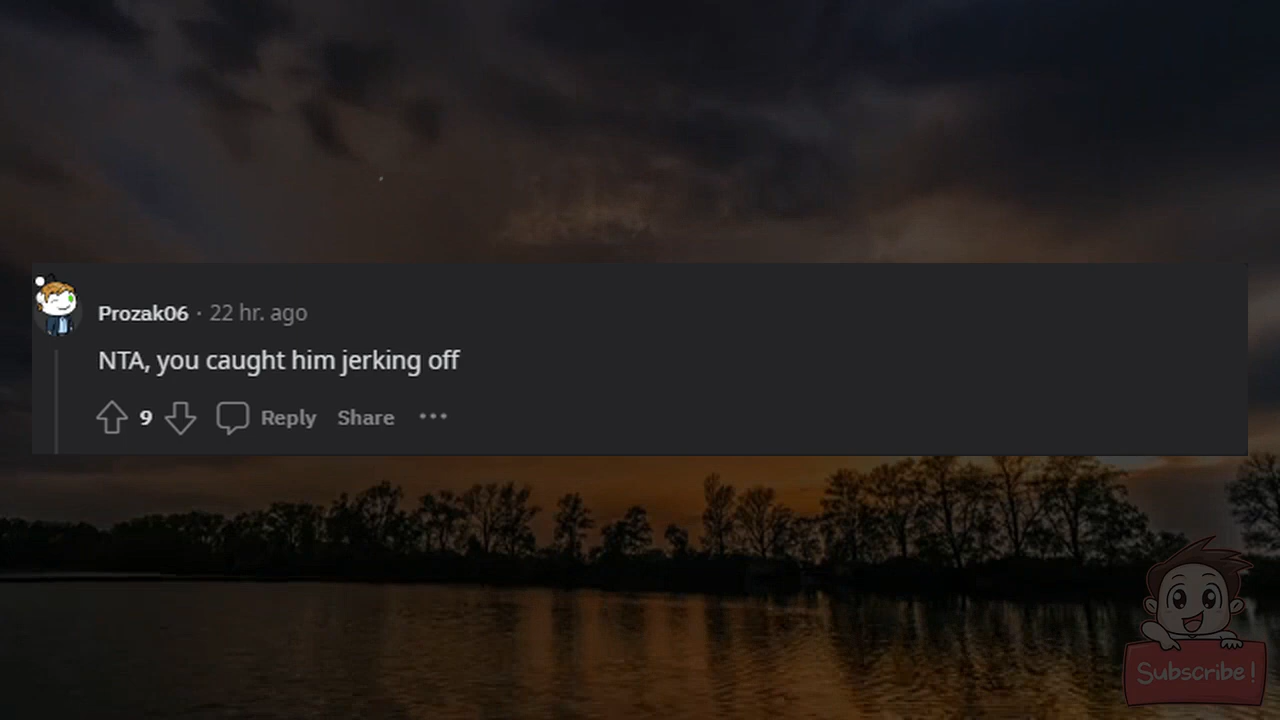 Prozak06 · 22 hr. ago
NTA, you caught him jerking off
9 Reply Share ···
Subscribe!